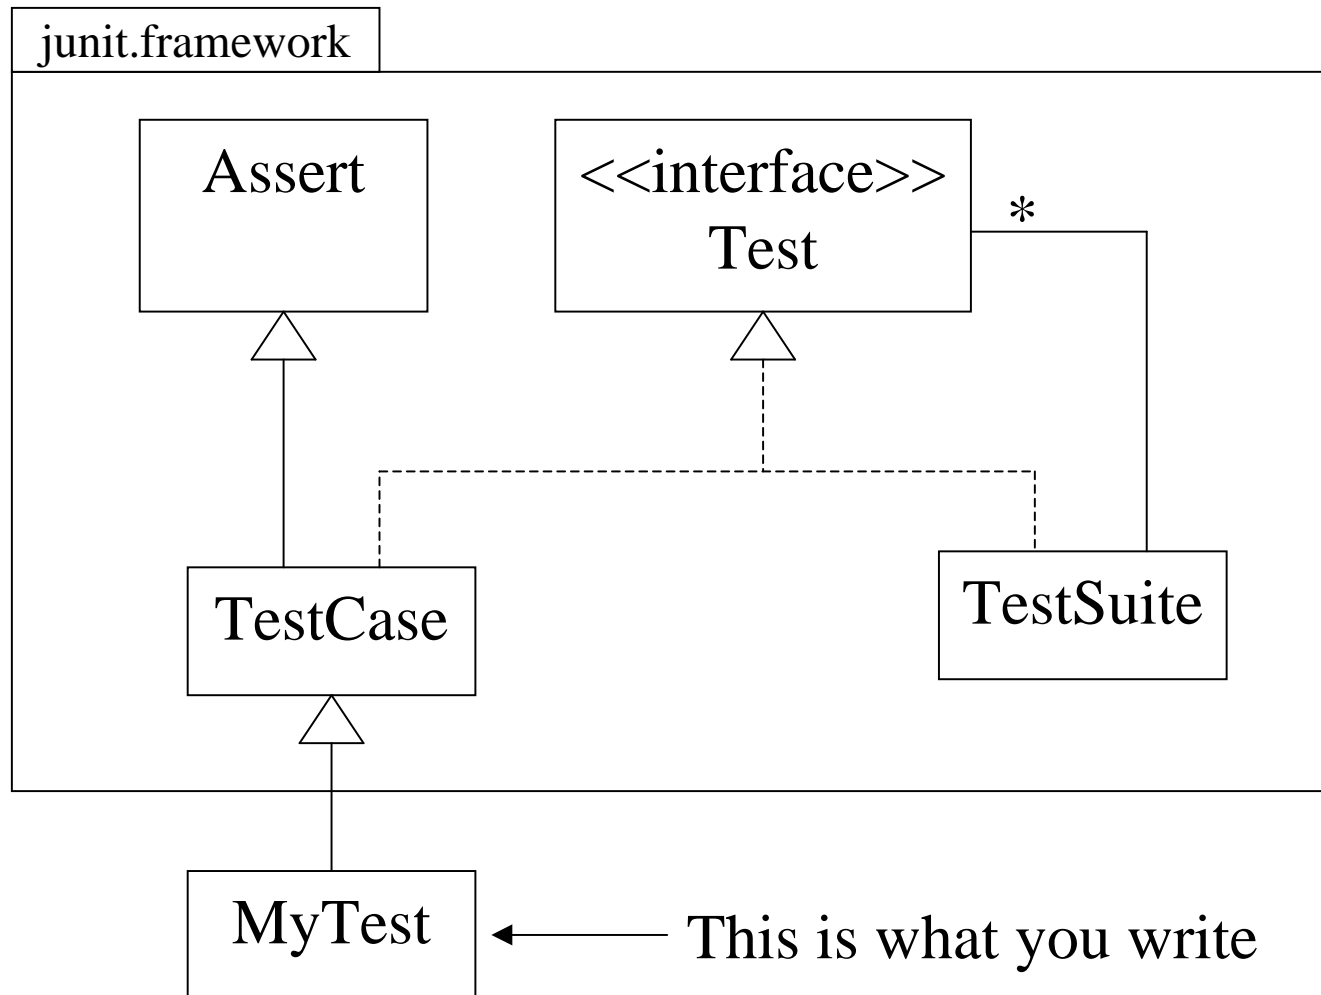 junit.framework
Assert
<<interface>>
Test
*
TestCase
TestSuite
MyTest
This is what you write